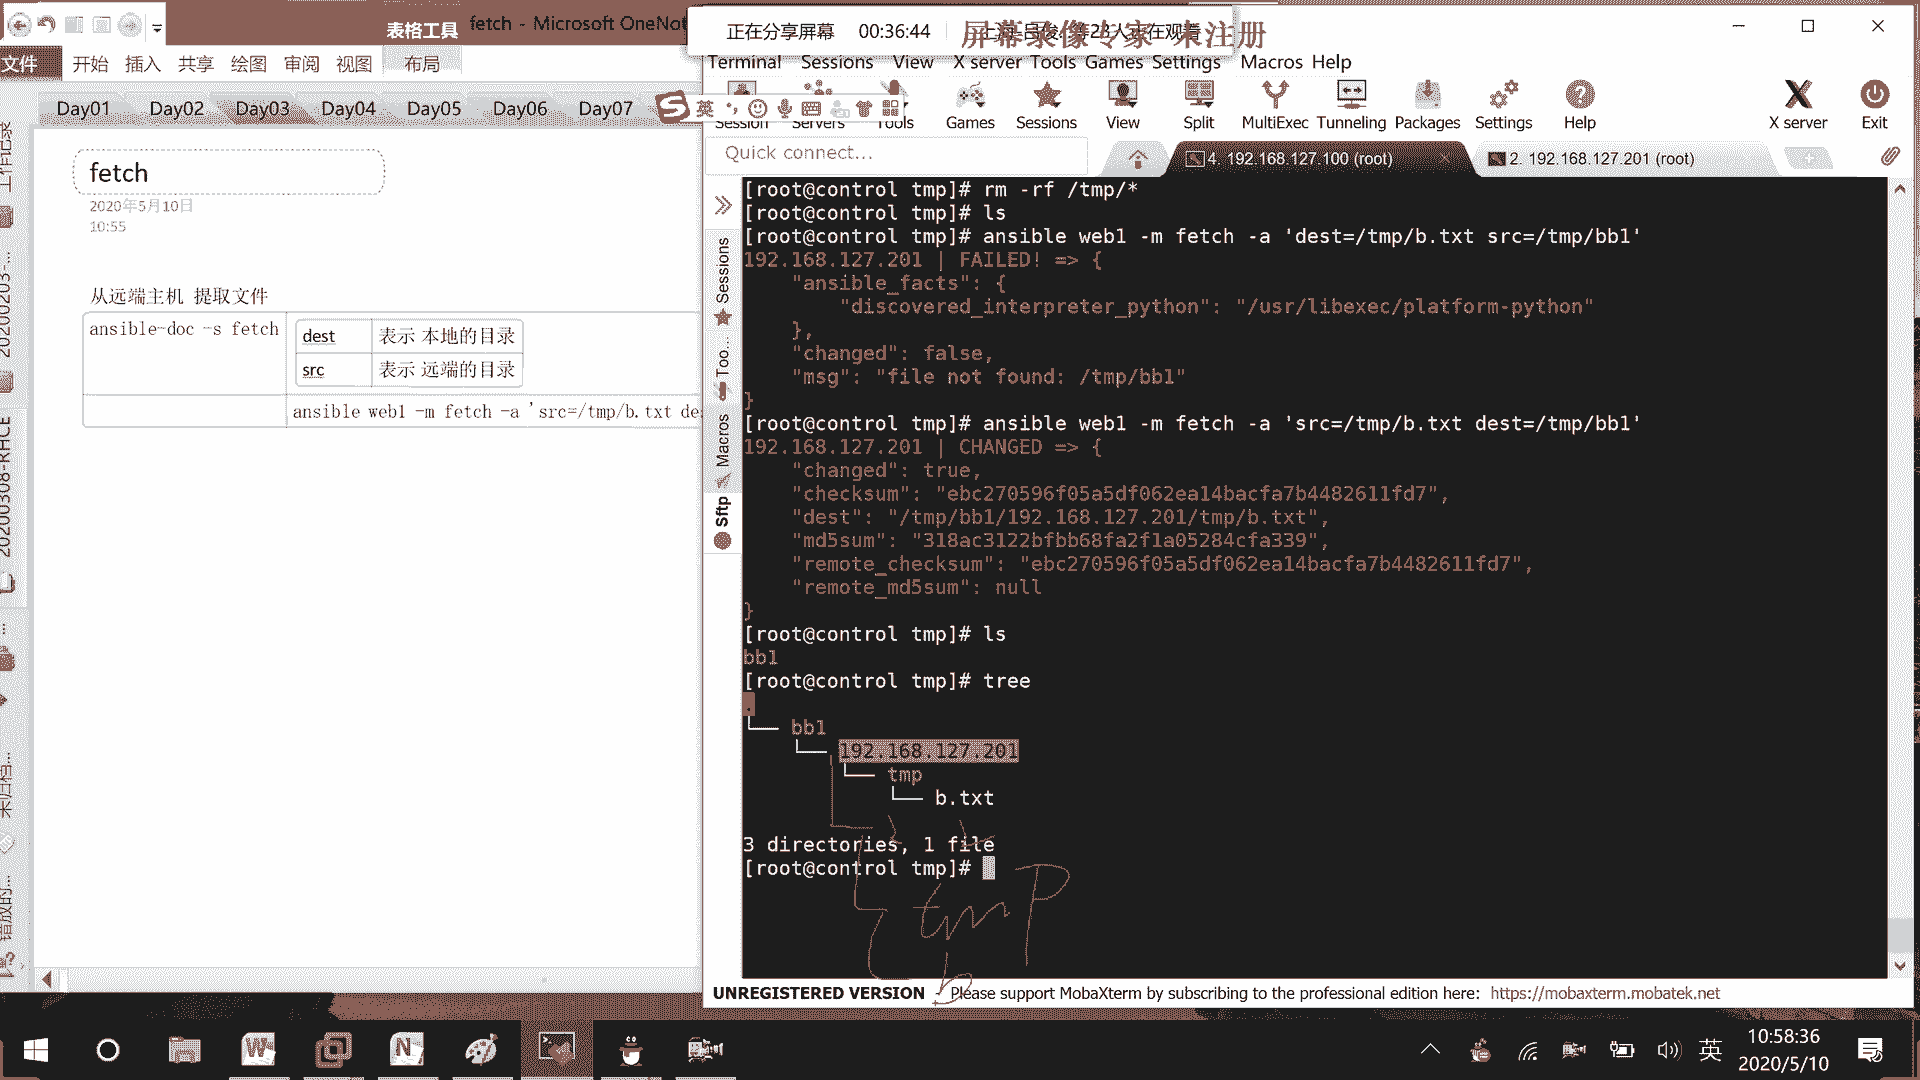 表格工具
fetch - Microsoft OneNot
正在分享屏幕 00:36:44
屏幕录像专家 未注册
文件 开始 插入 共享 绘图 审阅 视图 布局
Day01 Day02 Day03 Day04 Day05 Day06 Day07
fetch
2020年5月10日
10:55
从远端主机 提取文件
ansible-doc -s fetch
dest 表示 本地的目录
src 表示 远端的目录
ansible web1 -m fetch -a 'src=/tmp/b.txt de
Terminal Sessions View X server Tools Games Settings Macros Help
英
Session Servers Tools Games Sessions View Split MultiExec Tunneling Packages Settings Help X server Exit
Quick connect...
4. 192.168.127.100 (root)
2. 192.168.127.201 (root)
Sessions
Too...
Macros
Sftp
[root@control tmp]# rm -rf /tmp/*
[root@control tmp]# ls
[root@control tmp]# ansible web1 -m fetch -a 'dest=/tmp/b.txt src=/tmp/bb1'
192.168.127.201 | FAILED! => {
    "ansible_facts": {
        "discovered_interpreter_python": "/usr/libexec/platform-python"
    },
    "changed": false,
    "msg": "file not found: /tmp/bb1"
}
[root@control tmp]# ansible web1 -m fetch -a 'src=/tmp/b.txt dest=/tmp/bb1'
192.168.127.201 | CHANGED => {
    "changed": true,
    "checksum": "ebc270596f05a5df062ea14bacfa7b4482611fd7",
    "dest": "/tmp/bb1/192.168.127.201/tmp/b.txt",
    "md5sum": "318ac3122bfbb68fa2f1a05284cfa339",
    "remote_checksum": "ebc270596f05a5df062ea14bacfa7b4482611fd7",
    "remote_md5sum": null
}
[root@control tmp]# ls
bb1
[root@control tmp]# tree
.
└── bb1
    └── 192.168.127.201
        └── tmp
            └── b.txt
3 directories, 1 file
[root@control tmp]#
tmp
b
UNREGISTERED VERSION - Please support MobaXterm by subscribing to the professional edition here: https://mobaxterm.mobatek.net
英
10:58:36
2020/5/10